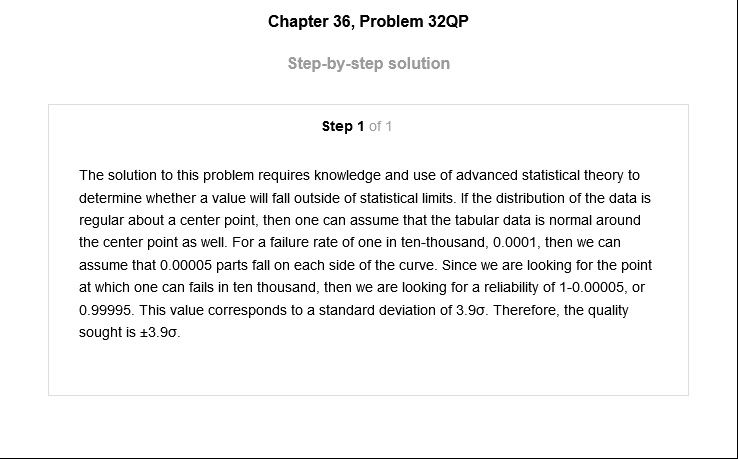 Chapter 36, Problem 32QP
Step-by-step solution
Step 1 of 1
The solution to this problem requires knowledge and use of advanced statistical theory to
determine whether a value will fall outside of statistical limits. If the distribution of the data is
regular about a center point, then one can assume that the tabular data is normal around
the center point as well. For a failure rate of one in ten-thousand, 0.0001, then we can
assume that 0.00005 parts fall on each side of the curve. Since we are looking for the point
at which one can fails in ten thousand, then we are looking for a reliability of 1-0.00005, or
0.99995. This value corresponds to a standard deviation of 3.9σ. Therefore, the quality
sought is ±3.9σ.